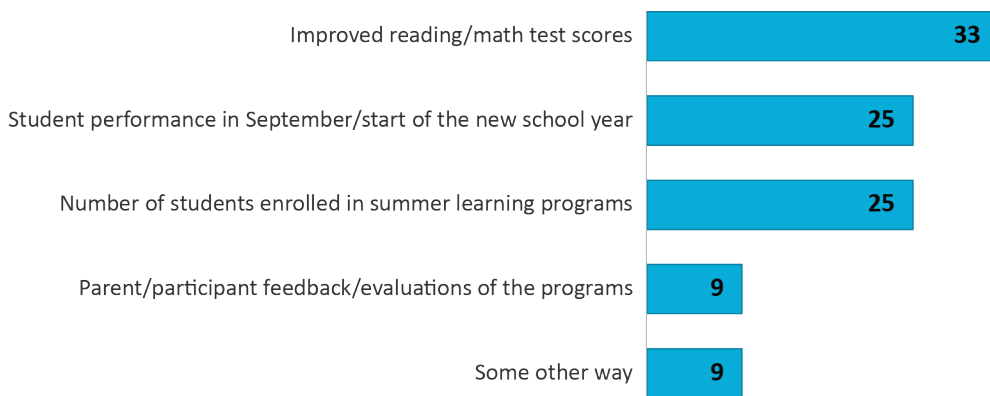 Improved reading/math test scores 33
Student performance in September/start of the new school year 25
Number of students enrolled in summer learning programs 25
Parent/participant feedback/evaluations of the programs 9
Some other way 9